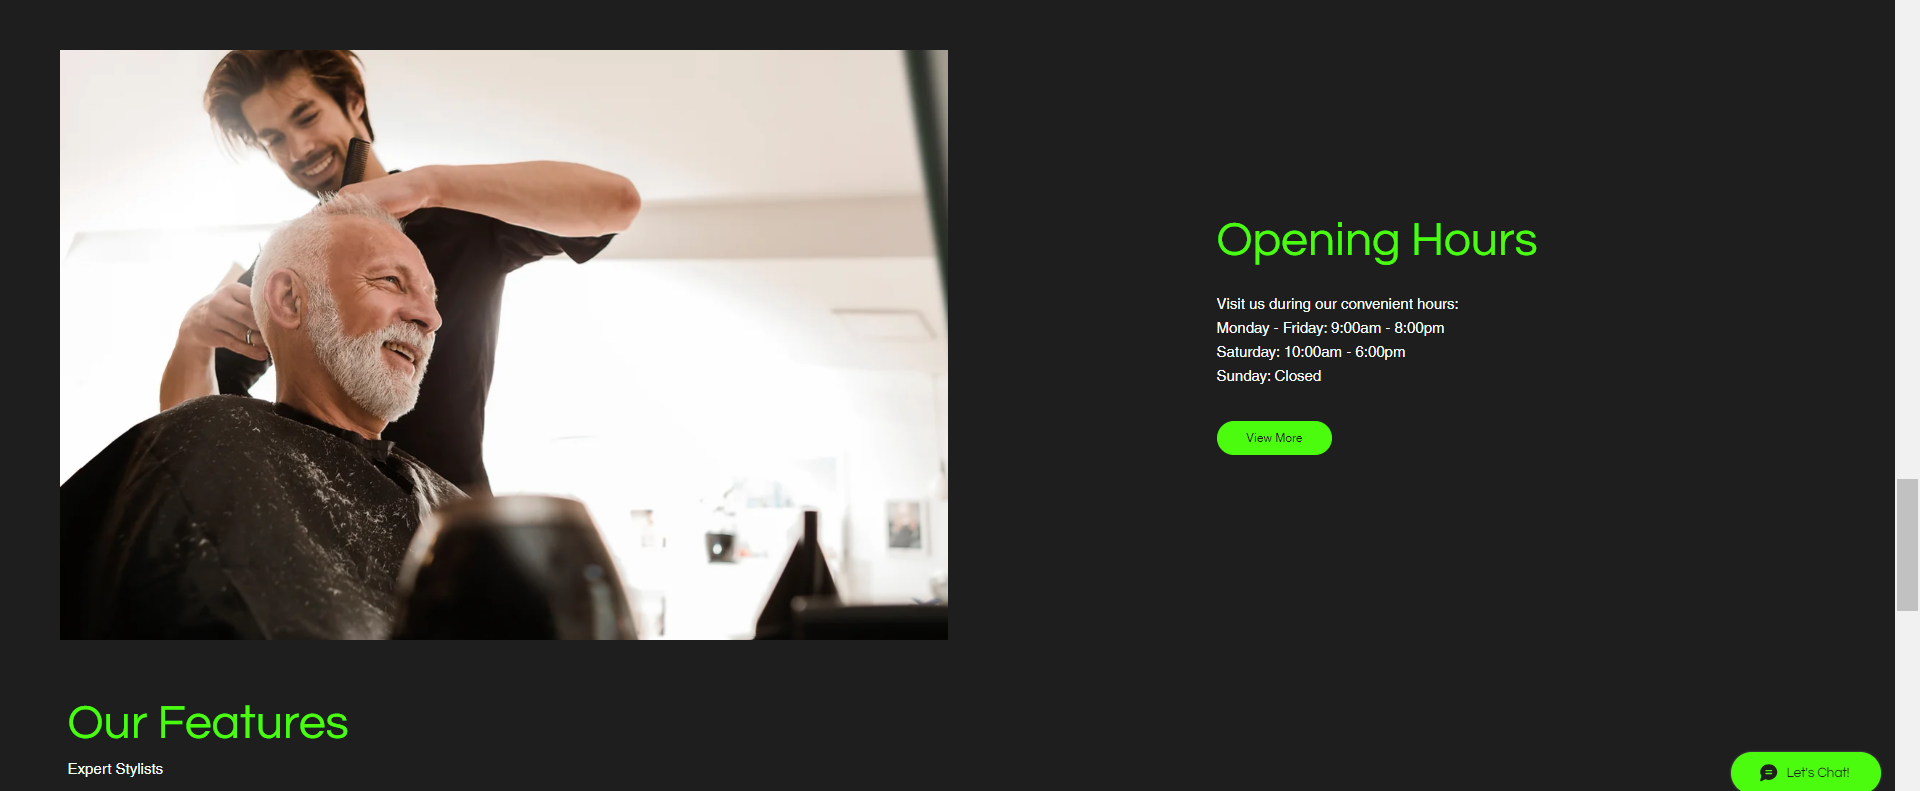 Opening Hours
Visit us during our convenient hours:
Monday - Friday: 9:00am - 8:00pm
Saturday: 10:00am - 6:00pm
Sunday: Closed
View More
Our Features
Expert Stylists
Let's Chat!